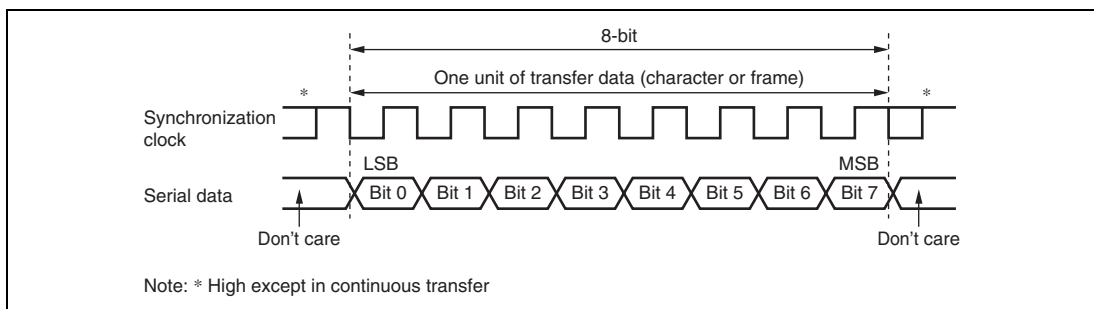 8-bit
One unit of transfer data (character or frame)
* *
Synchronization
clock
LSB MSB
Serial data Bit 0 Bit 1 Bit 2 Bit 3 Bit 4 Bit 5 Bit 6 Bit 7
Don't care Don't care
Note: * High except in continuous transfer